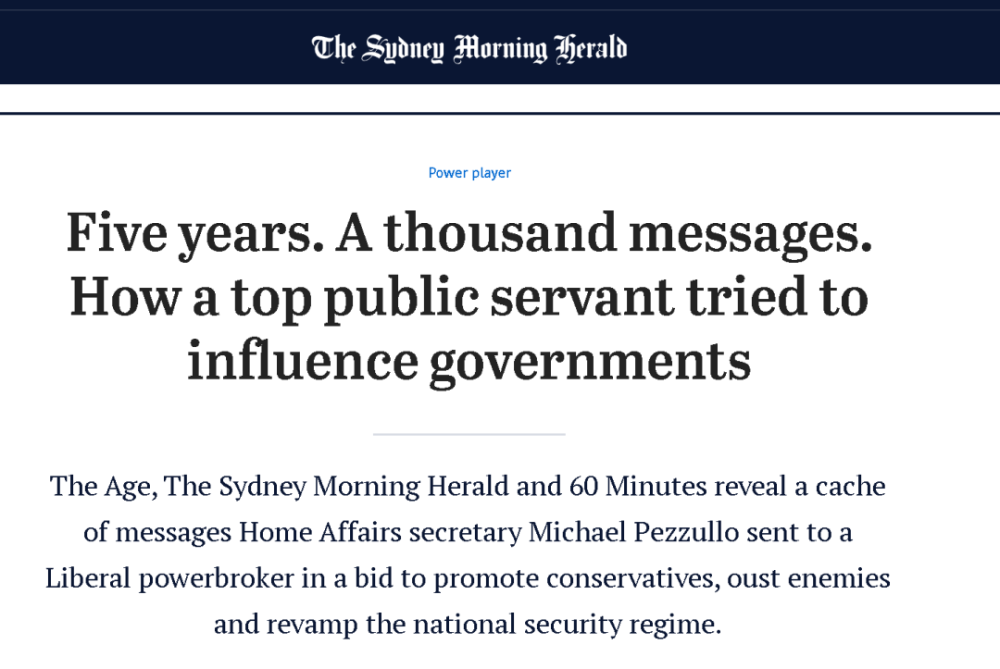 The Sydney Morning Herald
Power player
Five years. A thousand messages.
How a top public servant tried to
influence governments
The Age, The Sydney Morning Herald and 60 Minutes reveal a cache
of messages Home Affairs secretary Michael Pezzullo sent to a
Liberal powerbroker in a bid to promote conservatives, oust enemies
and revamp the national security regime.